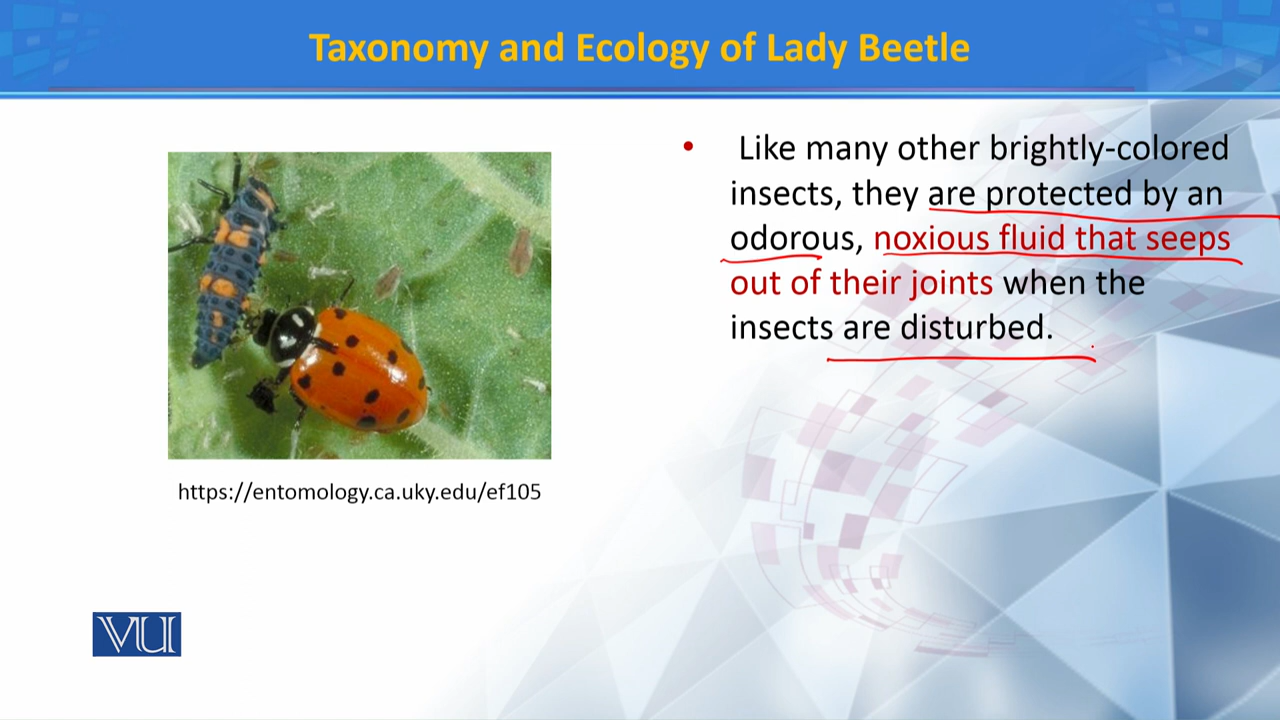 Taxonomy and Ecology of Lady Beetle
• Like many other brightly-colored
insects, they are protected by an
odorous, noxious fluid that seeps
out of their joints when the
insects are disturbed.
https://entomology.ca.uky.edu/ef105
VU